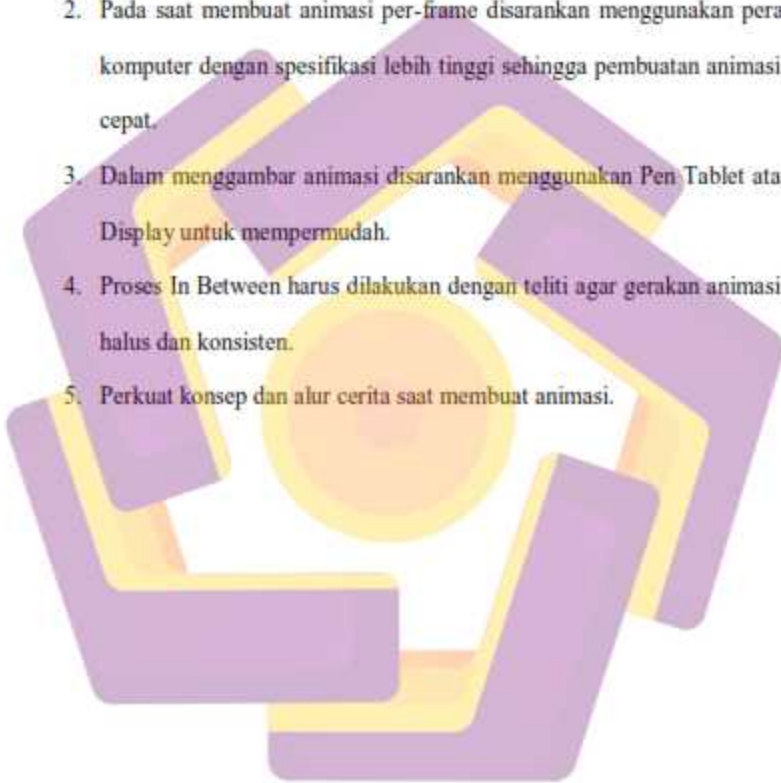 2. Pada saat membuat animasi per-frame disarankan menggunakan pera
komputer dengan spesifikasi lebih tinggi sehingga pembuatan animasi
cepat.
3. Dalam menggambar animasi disarankan menggunakan Pen Tablet ata
Display untuk mempermudah.
4. Proses In Between harus dilakukan dengan teliti agar gerakan animasi
halus dan konsisten.
5. Perkuat konsep dan alur cerita saat membuat animasi.